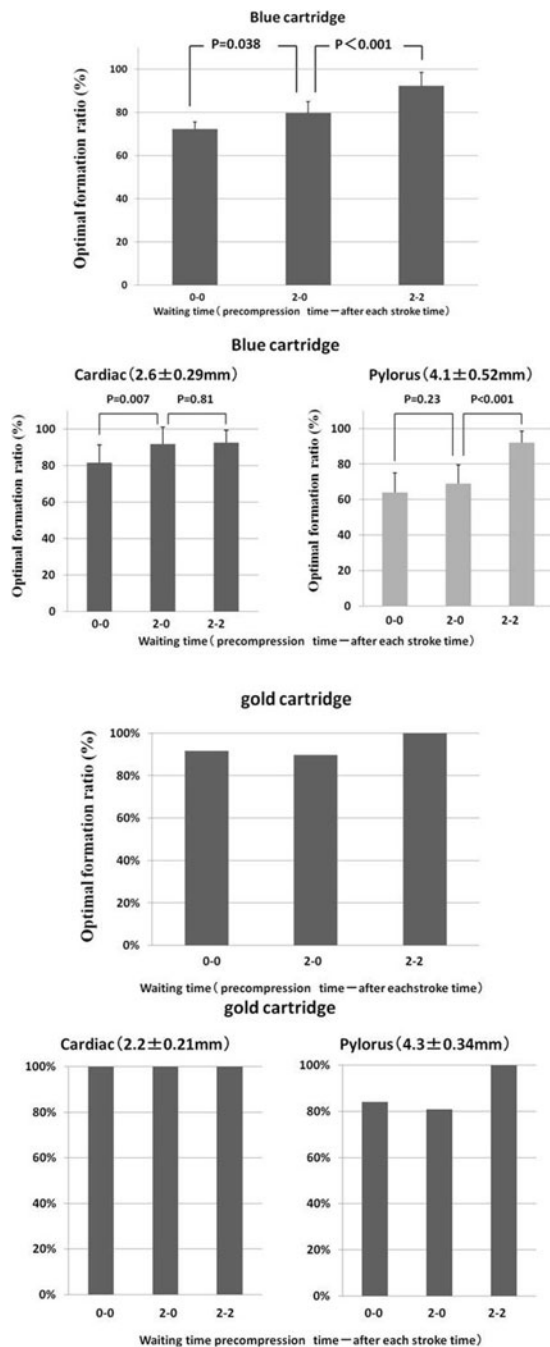 Blue cartridge
P=0.038 P<0.001
Optimal formation ratio (%)
100
80
60
40
20
0
0-0 2-0 2-2
Waiting time( precompression time－after each stroke time)
Blue cartridge
Cardiac(2.6±0.29mm) Pylorus(4.1±0.52mm)
P=0.007 P=0.81 P=0.23 P<0.001
Optimal formation ratio (%) Optimal formation ratio (%)
100 100
80 80
60 60
40 40
20 20
0 0
0-0 2-0 2-2 0-0 2-0 2-2
Waiting time( precompression time－after each stroke time)
gold cartridge
Optimal formation ratio (%)
100%
80%
60%
40%
20%
0%
0-0 2-0 2-2
Waiting time (precompression time－after eachstroke time)
gold cartridge
Cardiac(2.2±0.21mm) Pylorus(4.3±0.34mm)
100% 100%
80% 80%
60% 60%
40% 40%
20% 20%
0% 0%
0-0 2-0 2-2 0-0 2-0 2-2
Waiting time precompression time－after each stroke time)